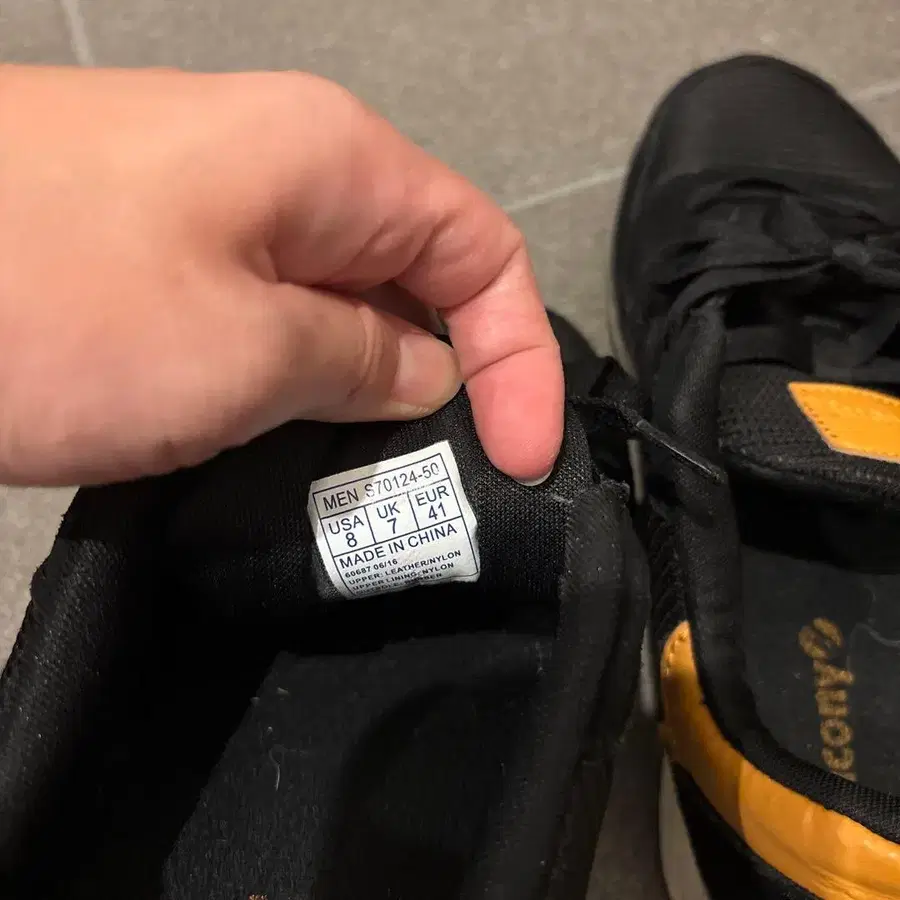 MEN S70124-50
USA UK EUR
8 7 41
MADE IN CHINA
60687 06/16
UPPER: LEATHER/NYLON
UPPER LINING: NYLON
Saucony